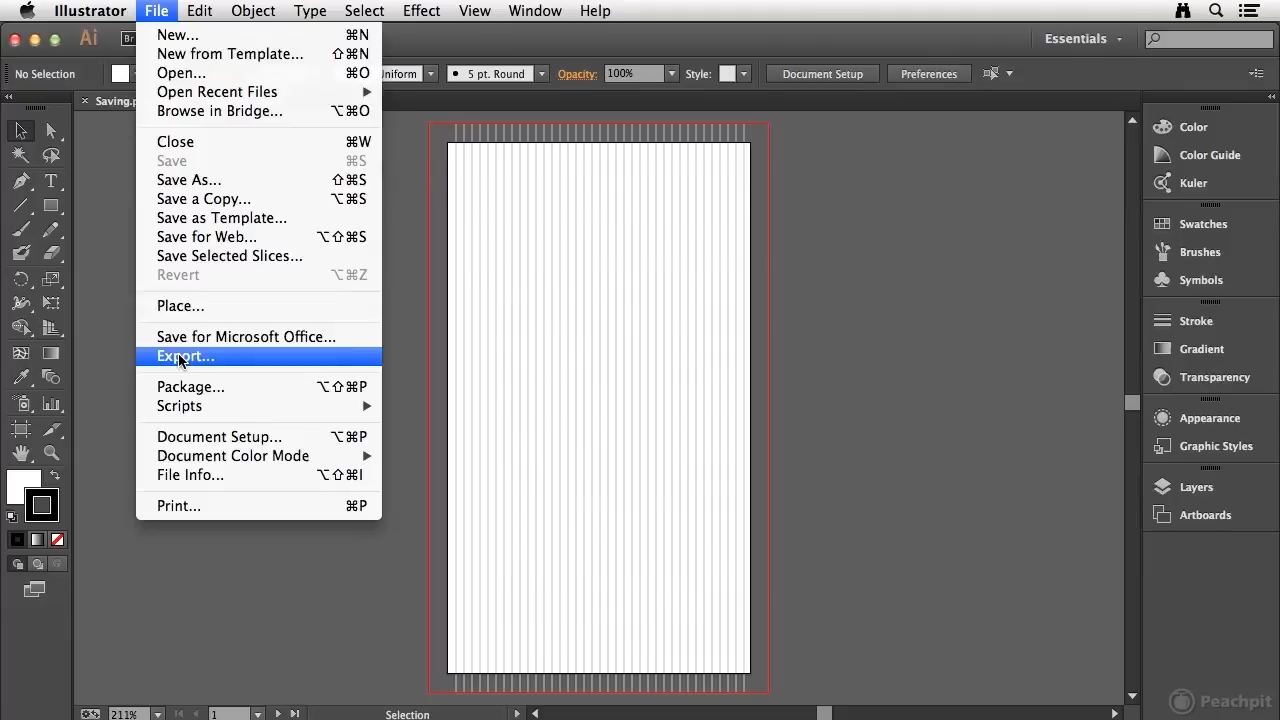 Illustrator File Edit Object Type Select Effect View Window Help
Ai Br Essentials
No Selection Uniform 5 pt. Round Opacity: 100% Style: Document Setup Preferences
× Saving.p
New... ⌘N
New from Template... ⇧⌘N
Open... ⌘O
Open Recent Files
Browse in Bridge... ⌥⌘O
Close ⌘W
Save ⌘S
Save As... ⇧⌘S
Save a Copy... ⌥⌘S
Save as Template...
Save for Web... ⌥⇧⌘S
Save Selected Slices...
Revert ⌥⌘Z
Place...
Save for Microsoft Office...
Export...
Package... ⌥⇧⌘P
Scripts
Document Setup... ⌥⌘P
Document Color Mode
File Info... ⌥⇧⌘I
Print... ⌘P
Color
Color Guide
Kuler
Swatches
Brushes
Symbols
Stroke
Gradient
Transparency
Appearance
Graphic Styles
Layers
Artboards
211% 1 Selection
Peachpit